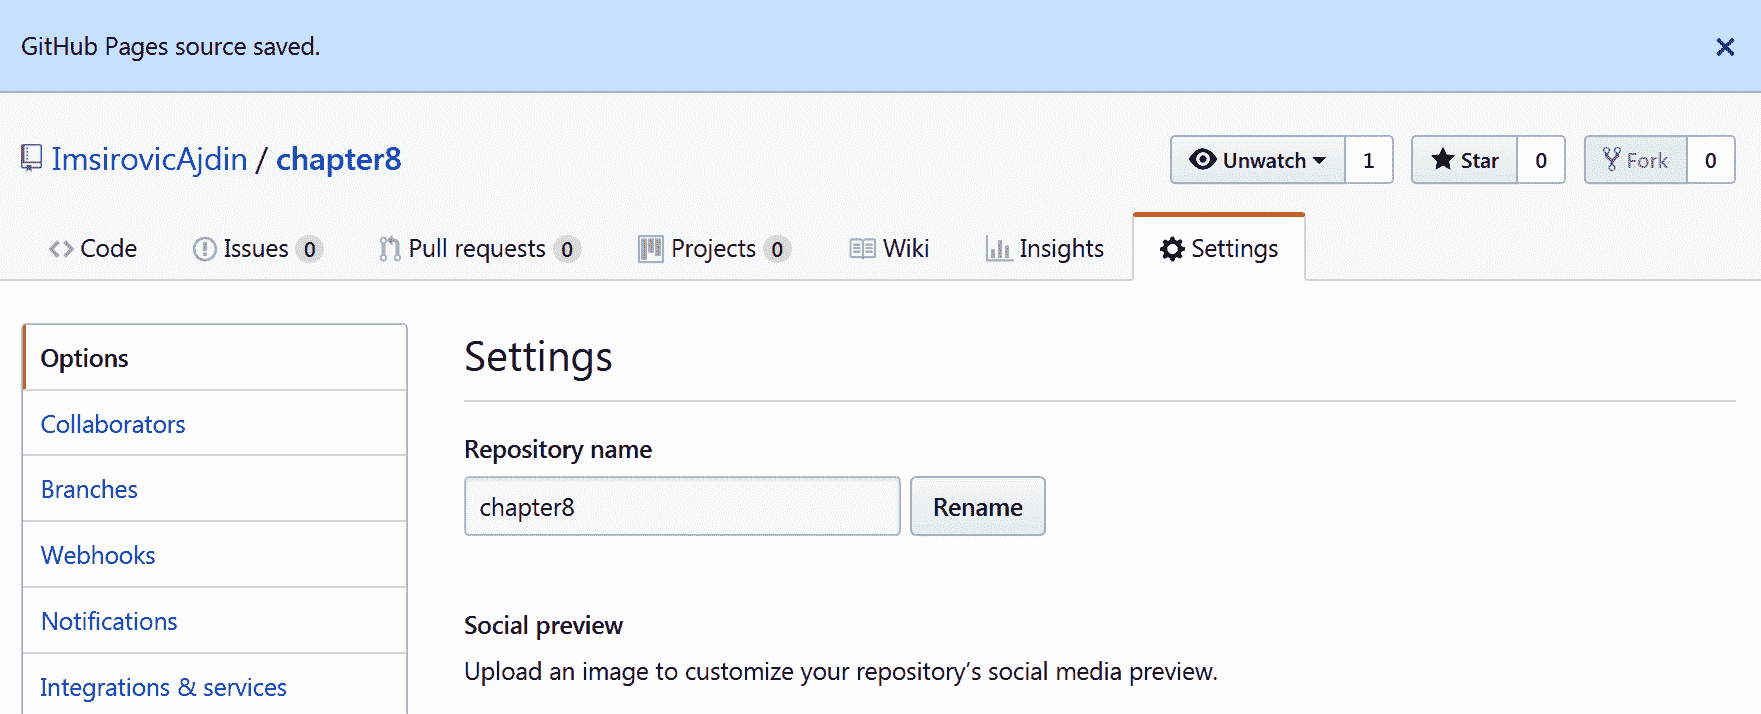 GitHub Pages source saved.
ImsirovicAjdin / chapter8
Unwatch 1 Star 0 Fork 0
Code Issues 0 Pull requests 0 Projects 0 Wiki Insights Settings
Options
Collaborators
Branches
Webhooks
Notifications
Integrations & services
Settings
Repository name
chapter8 Rename
Social preview
Upload an image to customize your repository’s social media preview.